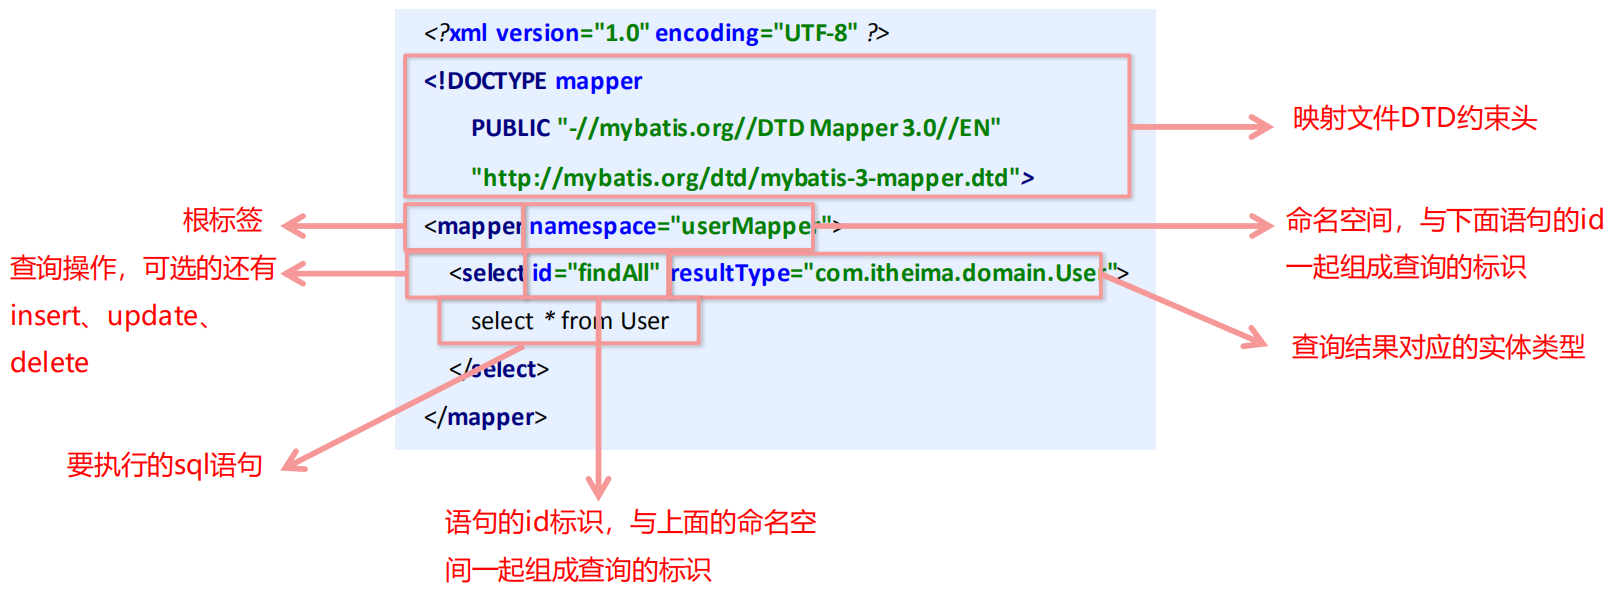 <?xml version="1.0" encoding="UTF-8" ?>
<!DOCTYPE mapper
PUBLIC "-//mybatis.org//DTD Mapper 3.0//EN"
"http://mybatis.org/dtd/mybatis-3-mapper.dtd">
映射文件DTD约束头
<mapper namespace="userMapper">
根标签
命名空间，与下面语句的id
一起组成查询的标识
<select id="findAll" resultType="com.itheima.domain.User">
查询操作，可选的还有
insert、update、
delete
select * from User
查询结果对应的实体类型
</select>
</mapper>
要执行的sql语句
语句的id标识，与上面的命名空
间一起组成查询的标识